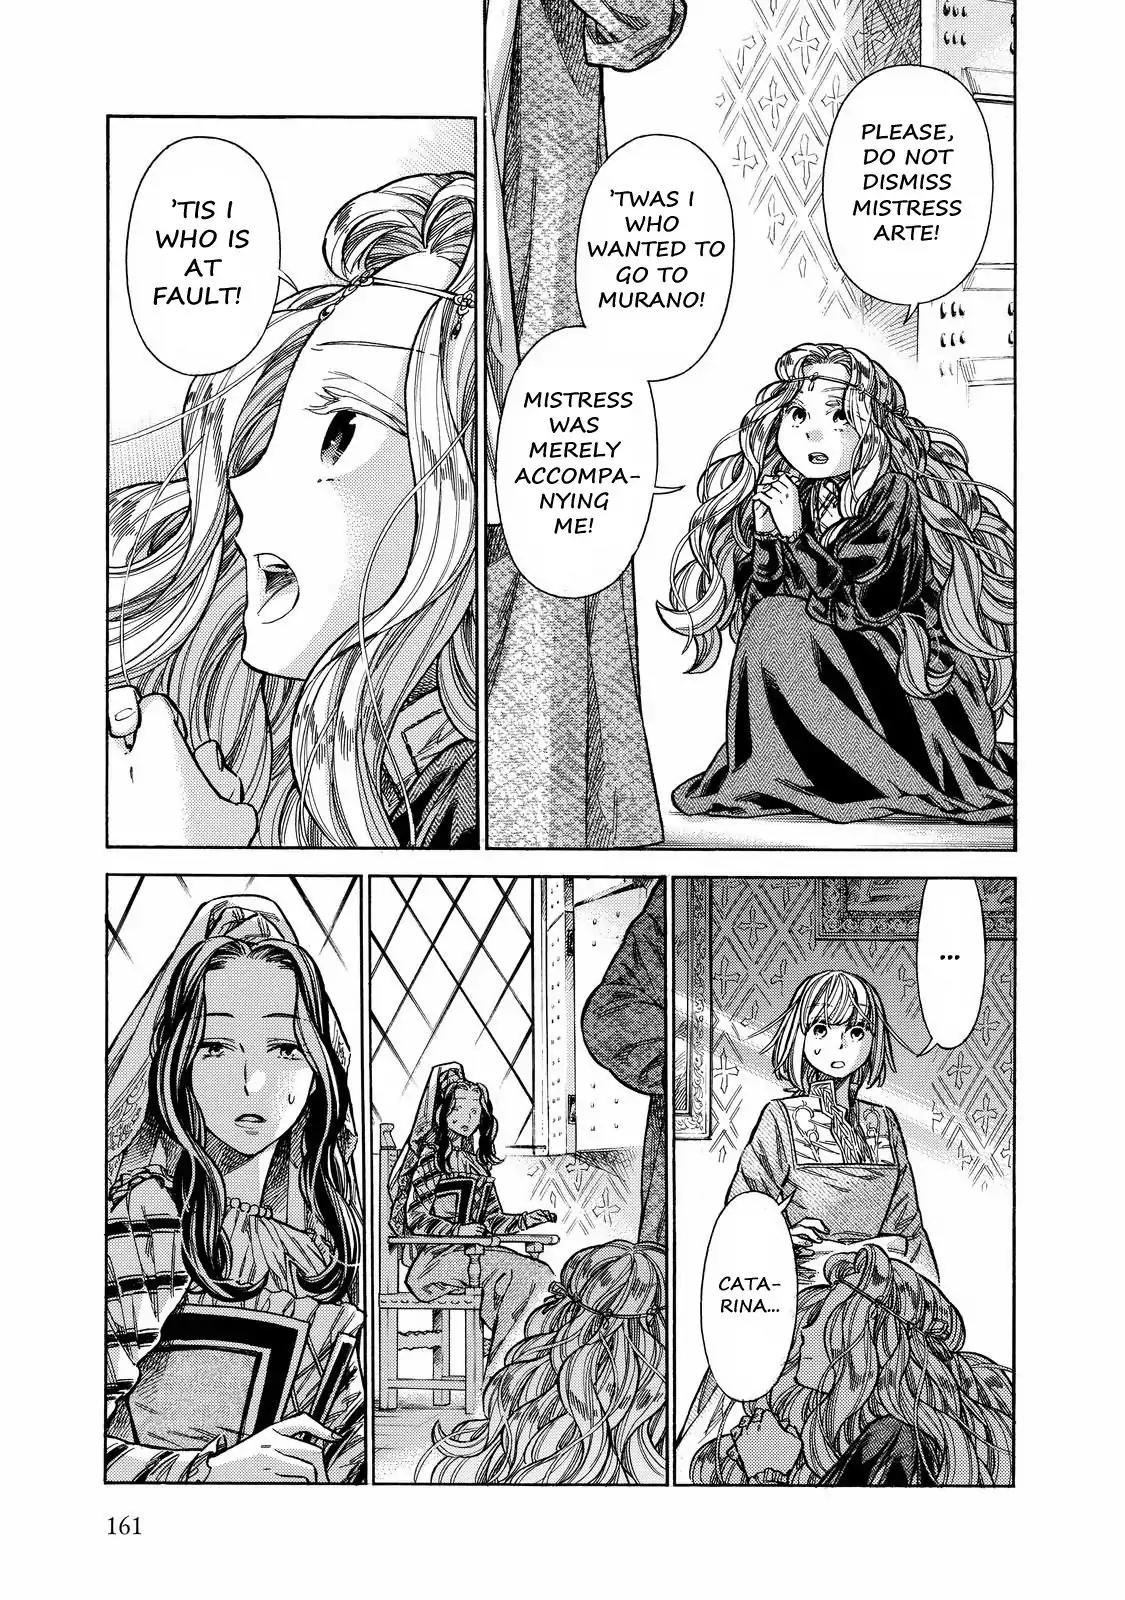 PLEASE,
DO NOT
DISMISS
MISTRESS
ARTE!
'TWAS I
WHO
WANTED TO
GO TO
MURANO!
MISTRESS
WAS
MERELY
ACCOMPA-
NYING
ME!
'TIS I
WHO IS
AT
FAULT!
...
CATA-
RINA...
161